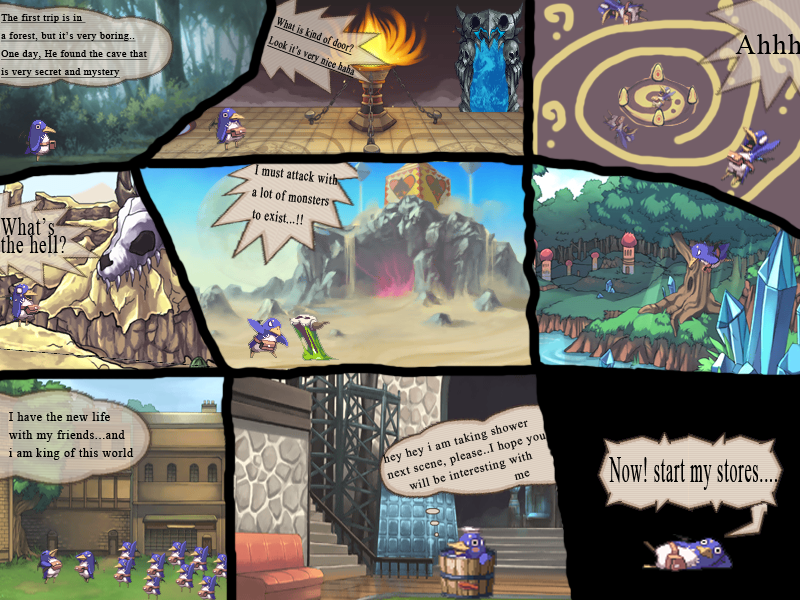 The first trip is in
a forest, but it's very boring..
One day, He found the cave that
is very secret and mystery
What is kind of door?
Look it's very nice haha
Ahhh
What's
the hell?
I must attack with
a lot of monsters
to exist...!!
I have the new life
with my friends...and
i am king of this world
hey hey i am taking shower
next scene, please..I hope you
will be interesting with
me
Now! start my stores....